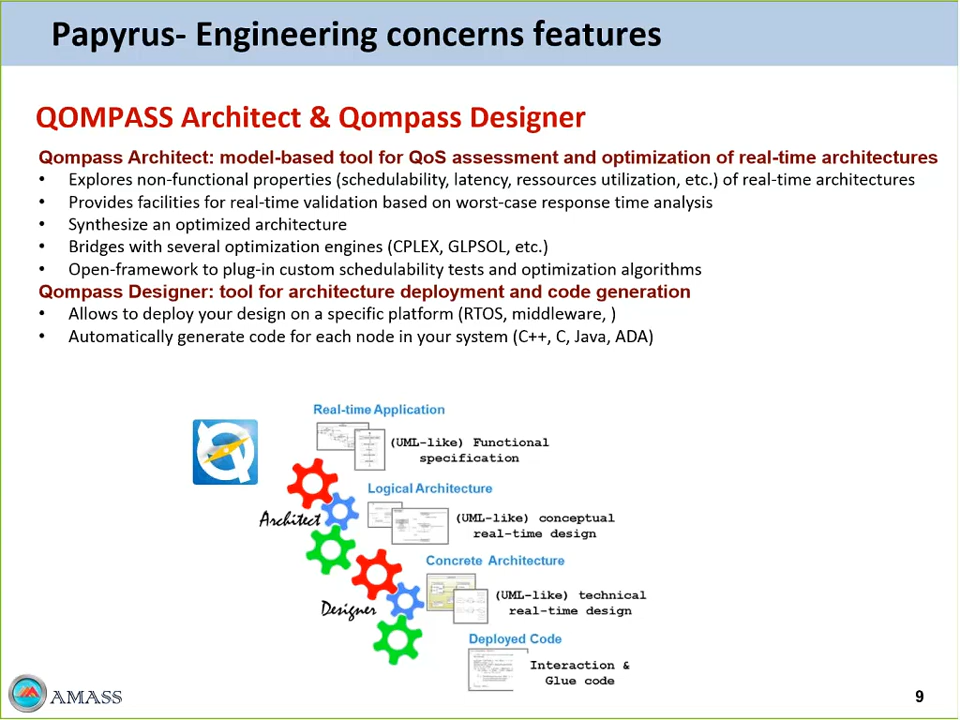 Papyrus- Engineering concerns features
QOMPASS Architect & Qompass Designer
Qompass Architect: model-based tool for QoS assessment and optimization of real-time architectures
• Explores non-functional properties (schedulability, latency, ressources utilization, etc.) of real-time architectures
• Provides facilities for real-time validation based on worst-case response time analysis
• Synthesize an optimized architecture
• Bridges with several optimization engines (CPLEX, GLPSOL, etc.)
• Open-framework to plug-in custom schedulability tests and optimization algorithms
Qompass Designer: tool for architecture deployment and code generation
• Allows to deploy your design on a specific platform (RTOS, middleware, )
• Automatically generate code for each node in your system (C++, C, Java, ADA)
Real-time Application
(UML-like) Functional
specification
Logical Architecture
Architect
(UML-like) conceptual
real-time design
Concrete Architecture
Designer
(UML-like) technical
real-time design
Deployed Code
Interaction &
Glue code
AMASS
9